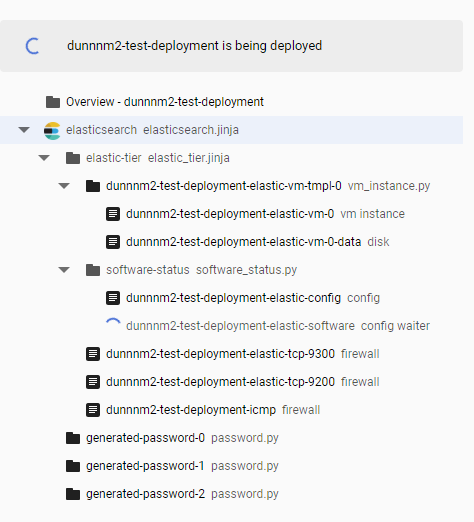 dunnnm2-test-deployment is being deployed
Overview - dunnnm2-test-deployment
elasticsearch elasticsearch.jinja
elastic-tier elastic_tier.jinja
dunnnm2-test-deployment-elastic-vm-tmpl-0 vm_instance.py
dunnnm2-test-deployment-elastic-vm-0 vm instance
dunnnm2-test-deployment-elastic-vm-0-data disk
software-status software_status.py
dunnnm2-test-deployment-elastic-config config
dunnnm2-test-deployment-elastic-software config waiter
dunnnm2-test-deployment-elastic-tcp-9300 firewall
dunnnm2-test-deployment-elastic-tcp-9200 firewall
dunnnm2-test-deployment-icmp firewall
generated-password-0 password.py
generated-password-1 password.py
generated-password-2 password.py